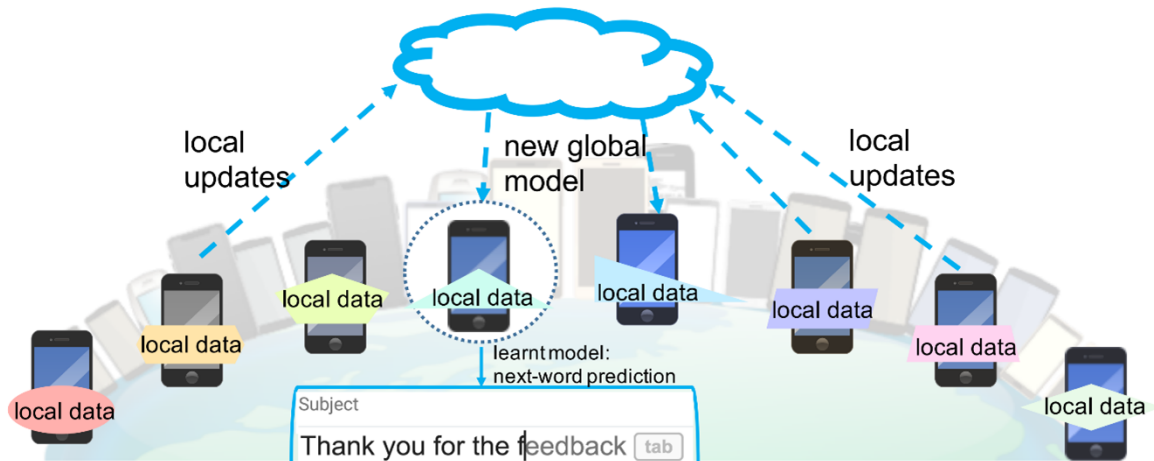 local
updates
new global
model
local
updates
local data
local data
local data
local data
local data
local data
local data
local data
learnt model:
next-word prediction
Subject
Thank you for the feedback tab